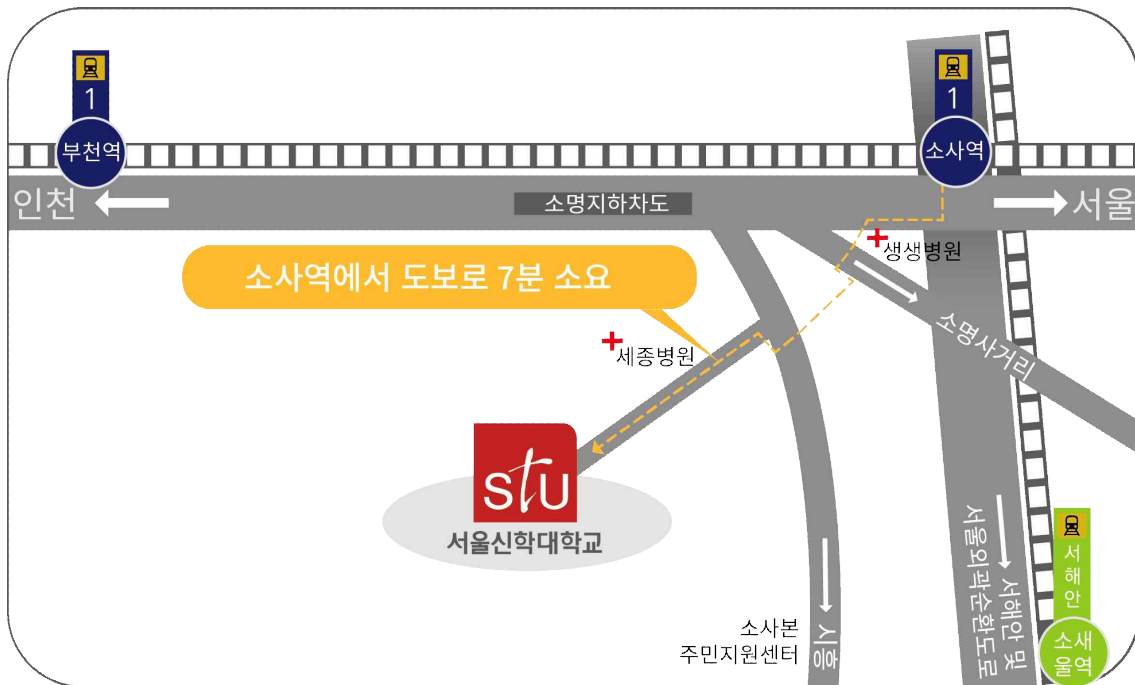 1
부천역
1
소사역
인천
소명지하차도
서울
생생병원
소사역에서 도보로 7분 소요
소명사거리
세종병원
stU
서울신학대학교
서해안 및
서울외곽순환도로
서해안
소새
울역
소사본
주민지원센터
시흥